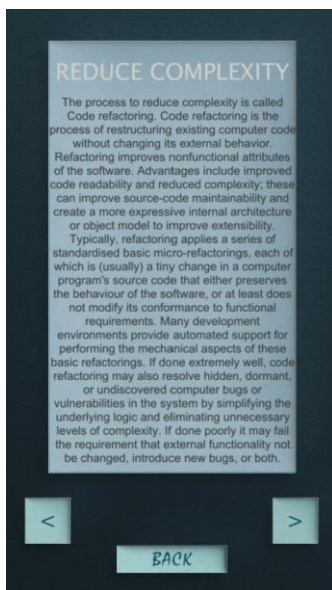 REDUCE COMPLEXITY
The process to reduce complexity is called
Code refactoring. Code refactoring is the
process of restructuring existing computer code
without changing its external behavior.
Refactoring improves nonfunctional attributes
of the software. Advantages include improved
code readability and reduced complexity; these
can improve source-code maintainability and
create a more expressive internal architecture
or object model to improve extensibility.
Typically, refactoring applies a series of
standardised basic micro-refactorings, each of
which is (usually) a tiny change in a computer
program's source code that either preserves
the behaviour of the software, or at least does
not modify its conformance to functional
requirements. Many development
environments provide automated support for
performing the mechanical aspects of these
basic refactorings. If done extremely well, code
refactoring may also resolve hidden, dormant,
or undiscovered computer bugs or
vulnerabilities in the system by simplifying the
underlying logic and eliminating unnecessary
levels of complexity. If done poorly it may fail
the requirement that external functionality not
be changed, introduce new bugs, or both.
< >
BACK